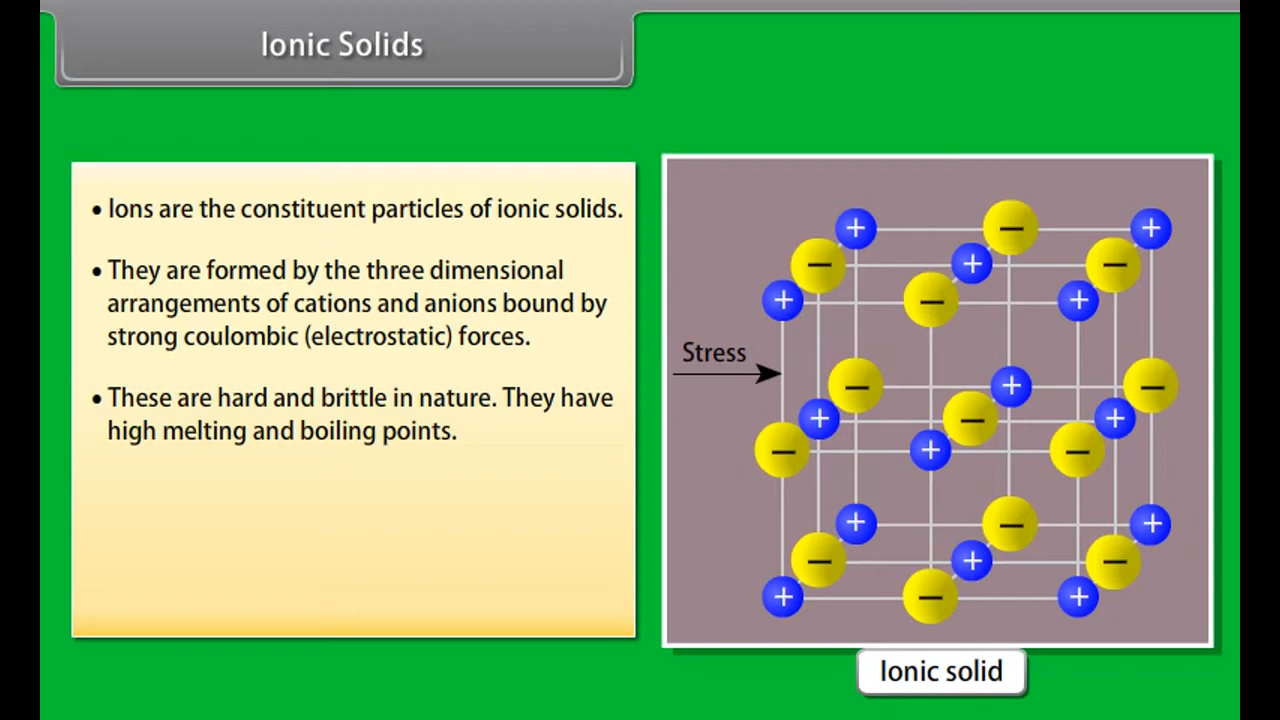 Ionic Solids
• Ions are the constituent particles of ionic solids.
• They are formed by the three dimensional
arrangements of cations and anions bound by
strong coulombic (electrostatic) forces.
• These are hard and brittle in nature. They have
high melting and boiling points.
+ − +
− + −
+ − +
Stress
− + −
+ − +
− + −
+ − +
− + −
+ − +
Ionic solid